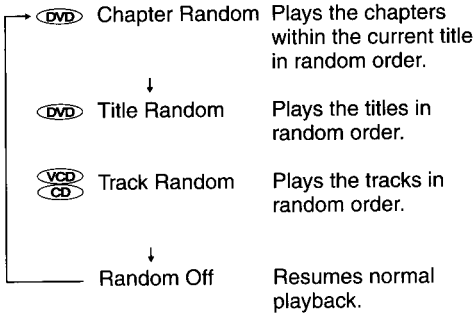 DVD Chapter Random Plays the chapters
within the current title
in random order.
DVD Title Random Plays the titles in
random order.
VCD
CD
Track Random Plays the tracks in
random order.
Random Off Resumes normal
playback.